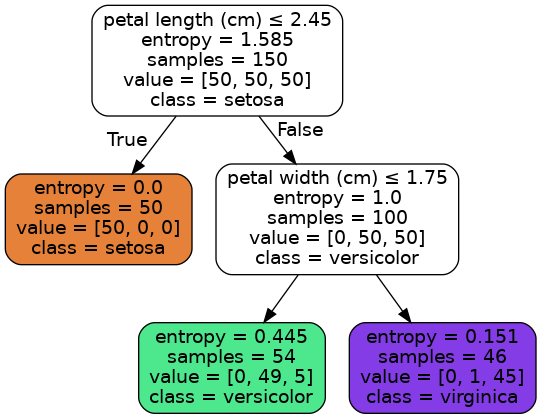 petal length (cm) ≤ 2.45
entropy = 1.585
samples = 150
value = [50, 50, 50]
class = setosa
True
False
entropy = 0.0
samples = 50
value = [50, 0, 0]
class = setosa
petal width (cm) ≤ 1.75
entropy = 1.0
samples = 100
value = [0, 50, 50]
class = versicolor
entropy = 0.445
samples = 54
value = [0, 49, 5]
class = versicolor
entropy = 0.151
samples = 46
value = [0, 1, 45]
class = virginica